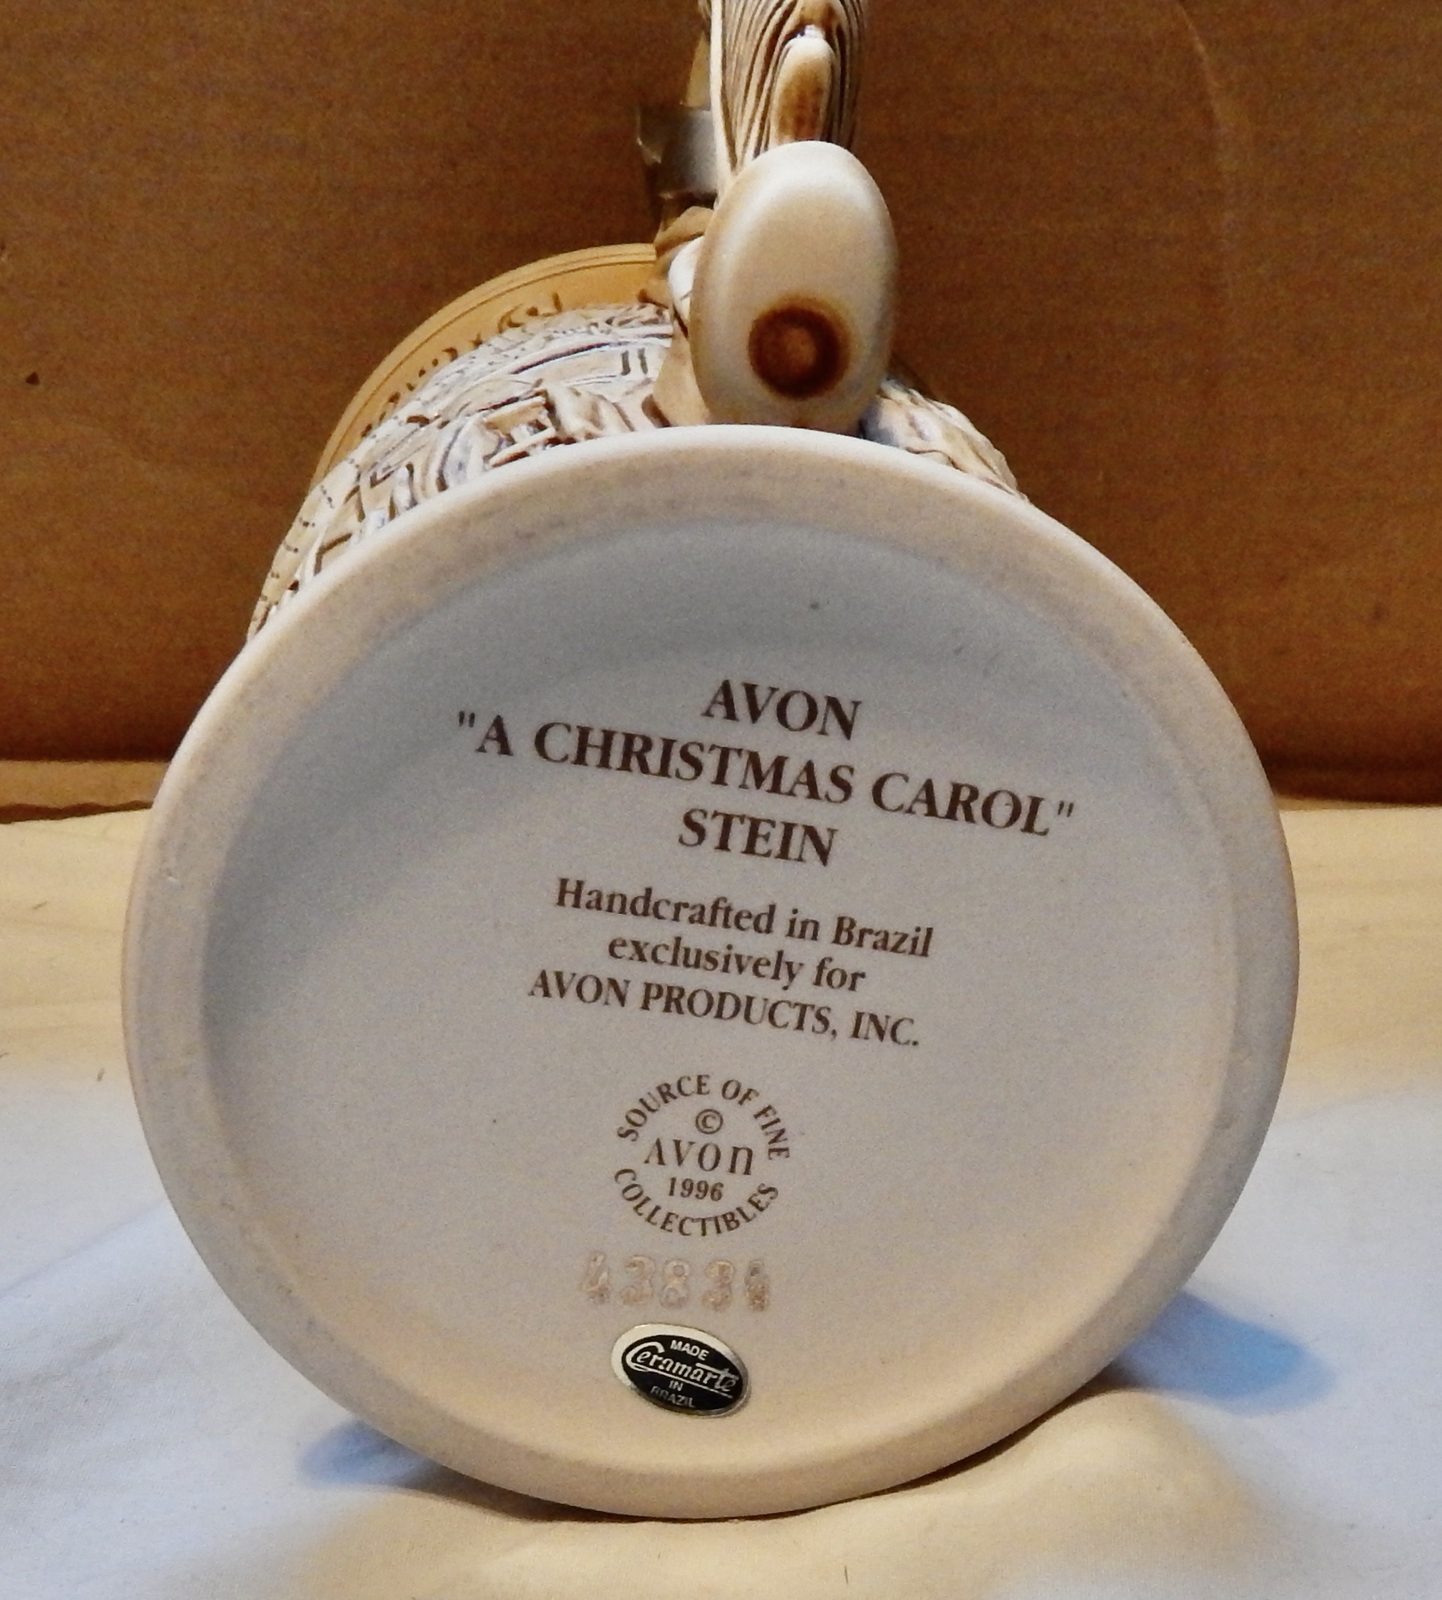 AVON
"A CHRISTMAS CAROL"
STEIN
Handcrafted in Brazil
exclusively for
AVON PRODUCTS, INC.
SOURCE OF FINE
©
AVON
1996
COLLECTIBLES
43834
MADE
Ceramarte
IN
BRAZIL